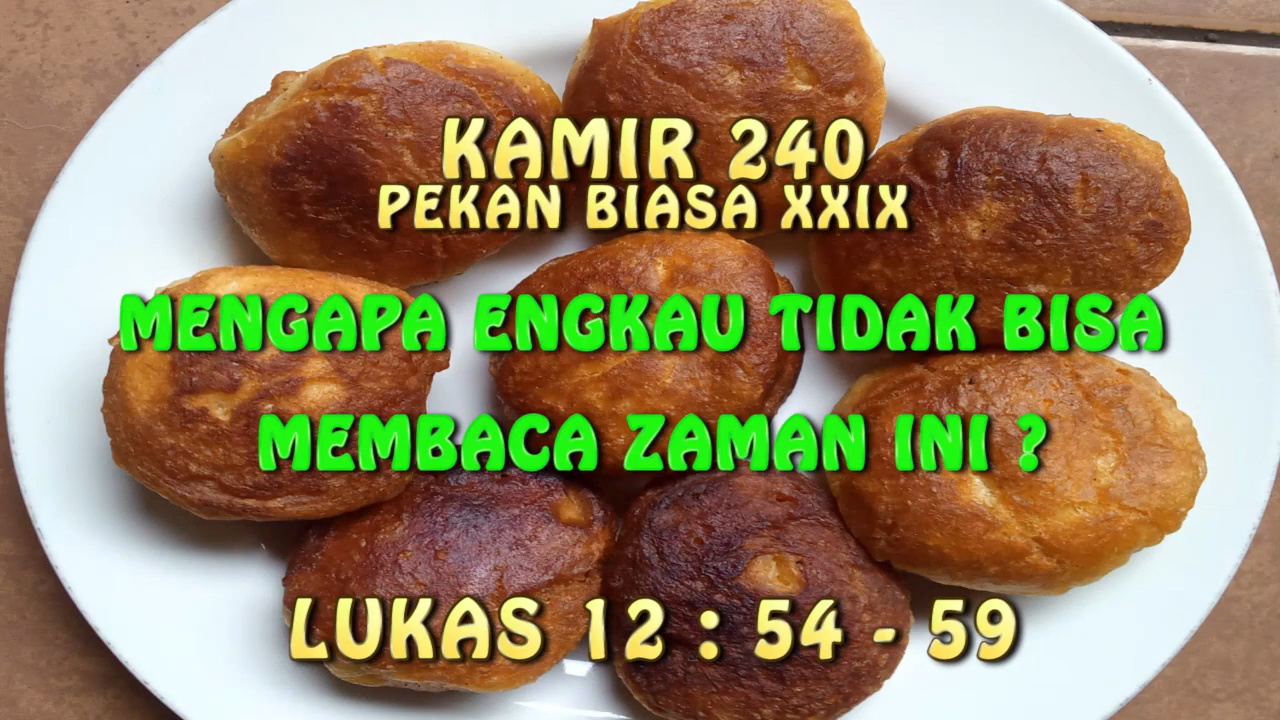 KAMIR 240
PEKAN BIASA XXIX
MENGAPA ENGKAU TIDAK BISA
MEMBACA ZAMAN INI ?
LUKAS 12 : 54 - 59